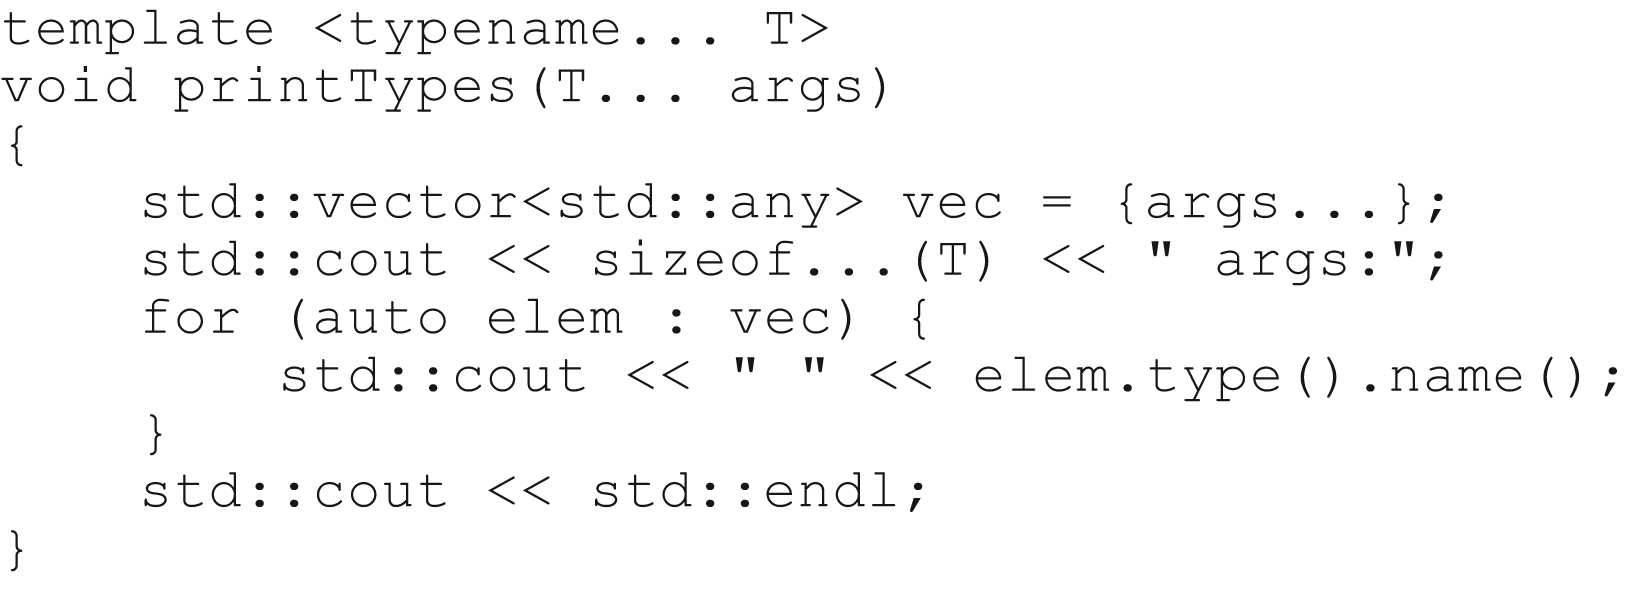 template <typename... T>
void printTypes(T... args)
{
    std::vector<std::any> vec = {args...};
    std::cout << sizeof...(T) << " args:";
    for (auto elem : vec) {
        std::cout << " " << elem.type().name();
    }
    std::cout << std::endl;
}